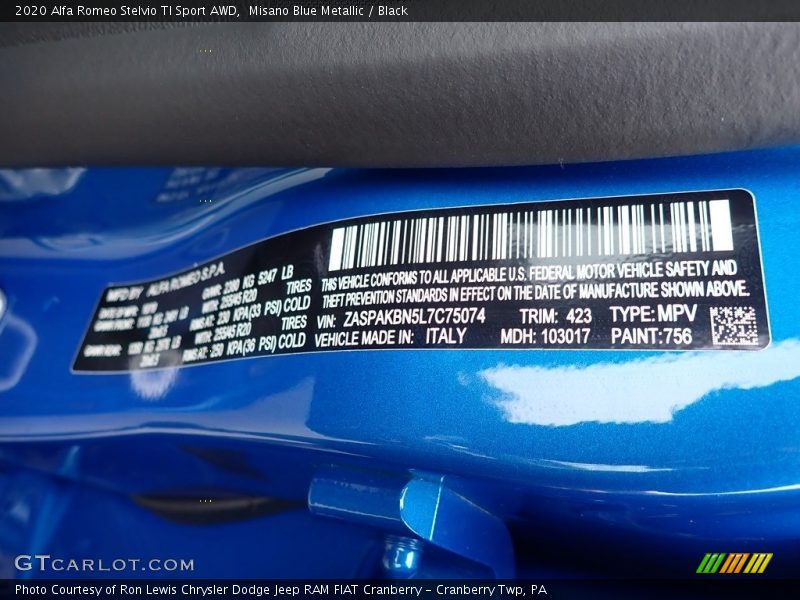 2020 Alfa Romeo Stelvio TI Sport AWD, Misano Blue Metallic / Black
MFD BY ALFA ROMEO S.P.A.
GVWR: 2380 KG 5247 LB
TIRES
255/45 R20
KPA(33 PSI) COLD
TIRES
255/45 R20
250 KPA(36 PSI) COLD
THIS VEHICLE CONFORMS TO ALL APPLICABLE U.S. FEDERAL MOTOR VEHICLE SAFETY AND
THEFT PREVENTION STANDARDS IN EFFECT ON THE DATE OF MANUFACTURE SHOWN ABOVE.
VIN: ZASPAKBN5L7C75074 TRIM: 423 TYPE: MPV
VEHICLE MADE IN: ITALY MDH: 103017 PAINT:756
GTCARLOT.COM
Photo Courtesy of Ron Lewis Chrysler Dodge Jeep RAM FIAT Cranberry – Cranberry Twp, PA